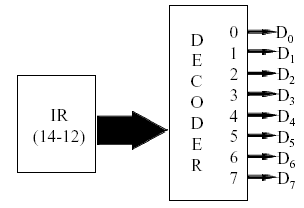 IR
(14-12)
DECODER
0 D0
1 D1
2 D2
3 D3
4 D4
5 D5
6 D6
7 D7